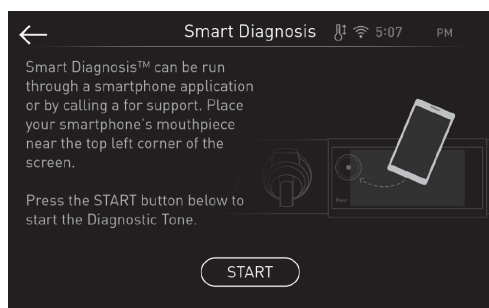 Smart Diagnosis 5:07 PM
Smart Diagnosis™ can be run
through a smartphone application
or by calling a for support. Place
your smartphone's mouthpiece
near the top left corner of the
screen.
Press the START button below to
start the Diagnostic Tone.
START